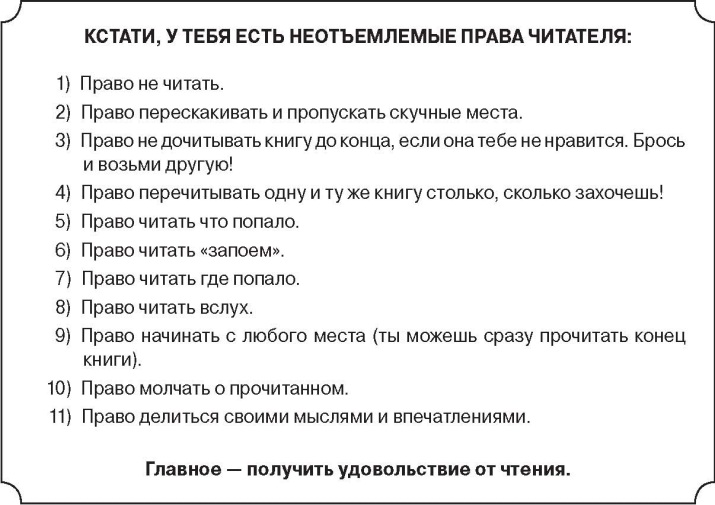 КСТАТИ, У ТЕБЯ ЕСТЬ НЕОТЪЕМЛЕМЫЕ ПРАВА ЧИТАТЕЛЯ:
1) Право не читать.
2) Право перескакивать и пропускать скучные места.
3) Право не дочитывать книгу до конца, если она тебе не нравится. Брось
и возьми другую!
4) Право перечитывать одну и ту же книгу столько, сколько захочешь!
5) Право читать что попало.
6) Право читать «запоем».
7) Право читать где попало.
8) Право читать вслух.
9) Право начинать с любого места (ты можешь сразу прочитать конец
книги).
10) Право молчать о прочитанном.
11) Право делиться своими мыслями и впечатлениями.
Главное — получить удовольствие от чтения.